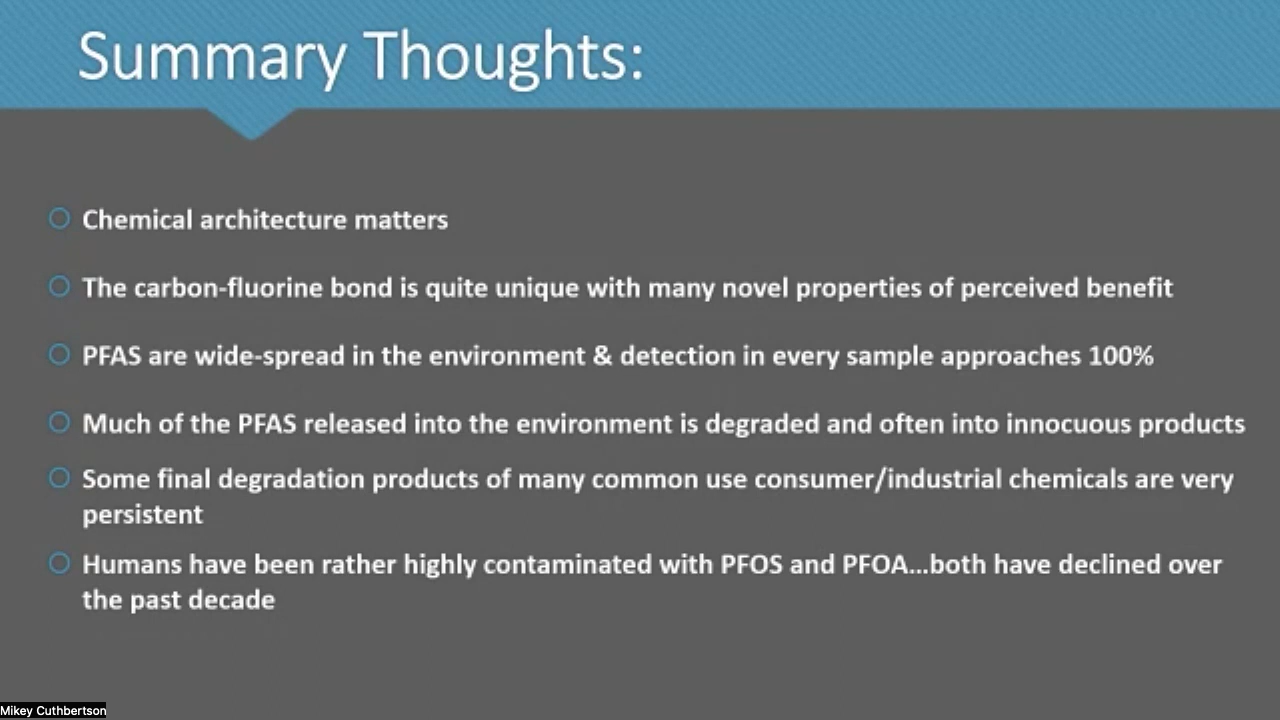 Summary Thoughts:
Chemical architecture matters
The carbon-fluorine bond is quite unique with many novel properties of perceived benefit
PFAS are wide-spread in the environment & detection in every sample approaches 100%
Much of the PFAS released into the environment is degraded and often into innocuous products
Some final degradation products of many common use consumer/industrial chemicals are very
persistent
Humans have been rather highly contaminated with PFOS and PFOA...both have declined over
the past decade
Mikey Cuthbertson